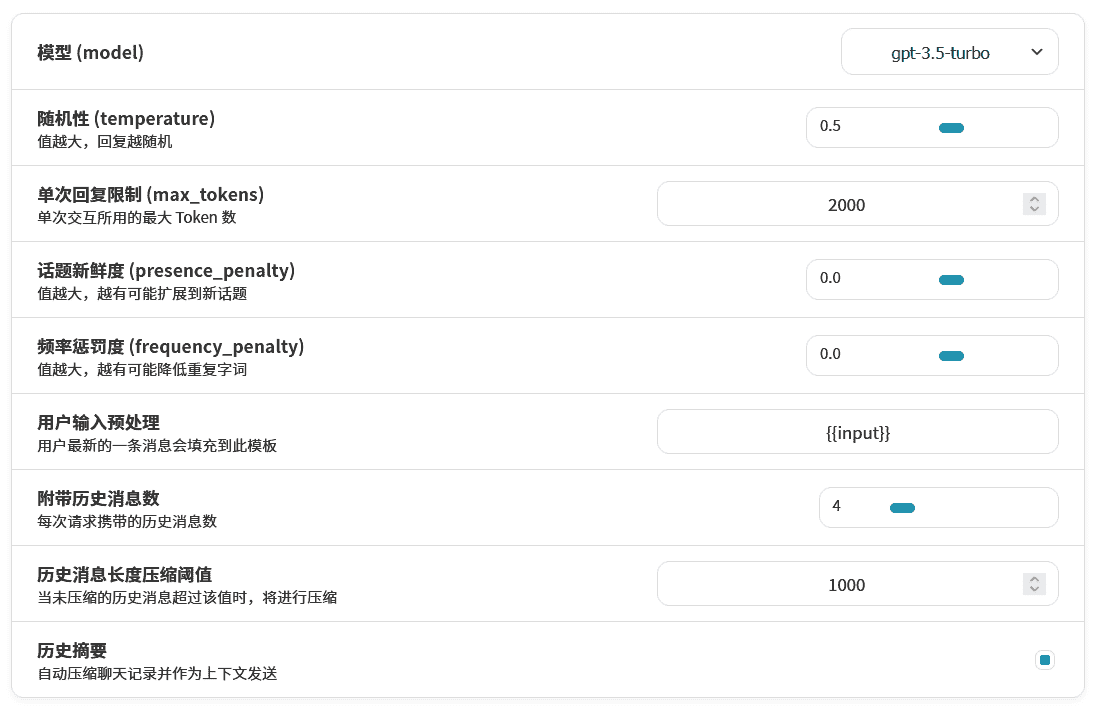 模型 (model)
gpt-3.5-turbo
随机性 (temperature)
值越大，回复越随机
0.5
单次回复限制 (max_tokens)
单次交互所用的最大 Token 数
2000
话题新鲜度 (presence_penalty)
值越大，越有可能扩展到新话题
0.0
频率惩罚度 (frequency_penalty)
值越大，越有可能降低重复字词
0.0
用户输入预处理
用户最新的一条消息会填充到此模板
{{input}}
附带历史消息数
每次请求携带的历史消息数
4
历史消息长度压缩阈值
当未压缩的历史消息超过该值时，将进行压缩
1000
历史摘要
自动压缩聊天记录并作为上下文发送